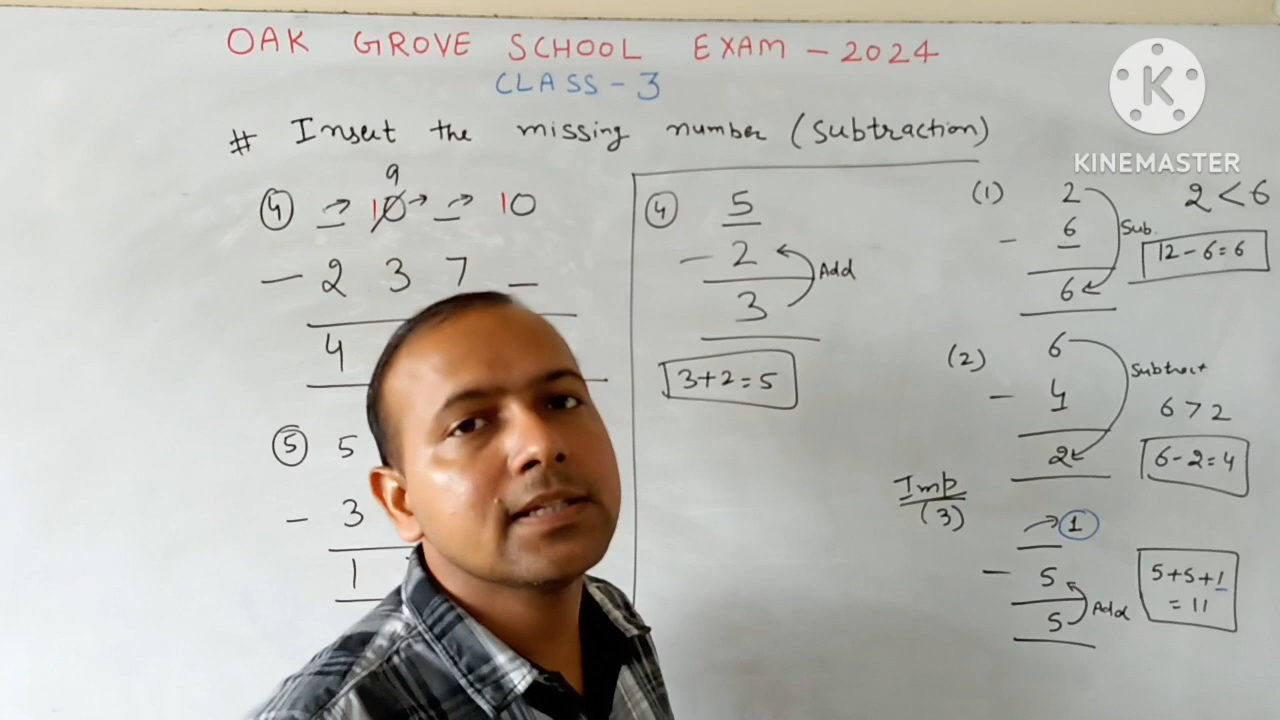 OAK GROVE SCHOOL EXAM - 2024
CLASS - 3
# Insert the missing number (Subtraction)
K
KINEMASTER
4
9
_ → 10 → _ → 10
- 2 3 7 _
4
5
5
- 3
1
4
5
- 2
Add
3
3+2=5
(1)
2
2 < 6
- 6
Sub.
12-6=6
6
(2)
6
Subtract
- 4
6 > 2
2
6-2=4
Imp
(3)
_ → 1
- 5
5
Add
5+5+1
= 11